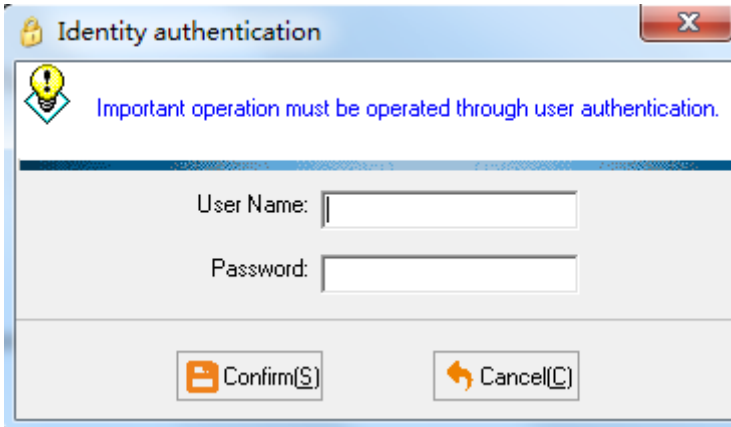 Identity authentication
Important operation must be operated through user authentication.
User Name:
Password:
Confirm(S) Cancel(C)